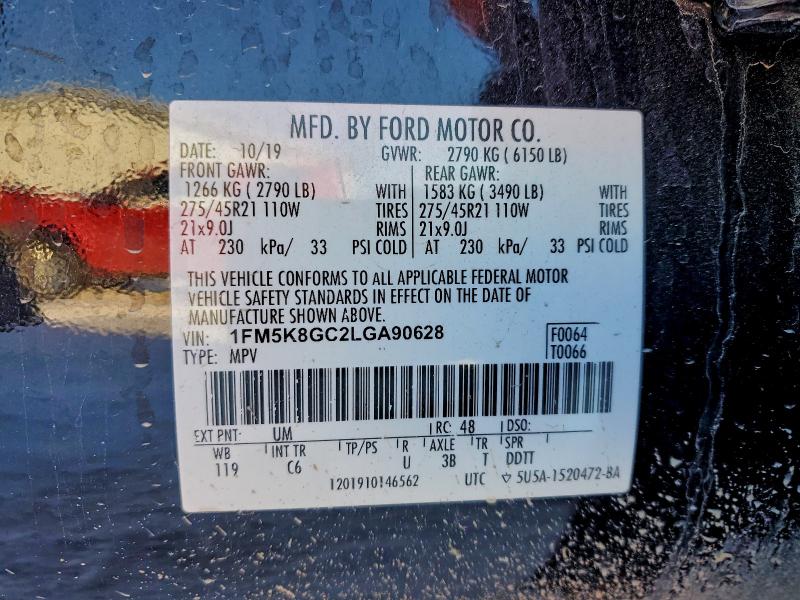 MFD. BY FORD MOTOR CO.
DATE: 10/19 GVWR: 2790 KG ( 6150 LB)
FRONT GAWR: REAR GAWR:
1266 KG ( 2790 LB) WITH 1583 KG ( 3490 LB) WITH
275/45R21 110W TIRES 275/45R21 110W TIRES
21x9.0J RIMS 21x9.0J RIMS
AT 230 kPa/ 33 PSI COLD AT 230 kPa/ 33 PSI COLD
THIS VEHICLE CONFORMS TO ALL APPLICABLE FEDERAL MOTOR
VEHICLE SAFETY STANDARDS IN EFFECT ON THE DATE OF
MANUFACTURE SHOWN ABOVE.
VIN: 1FM5K8GC2LGA90628 F0064
TYPE: MPV T0066
EXT PNT: UM RC: 48 DSO:
WB INT TR TP/PS R AXLE TR SPR
119 C6 U 3B T DDTT
1201910146562 UTC ▽ 5U5A-1520472-BA